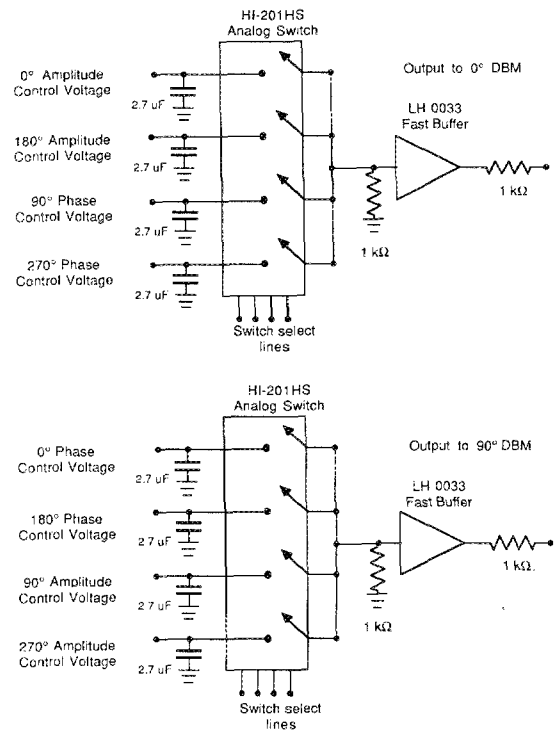 HI-201HS
Analog Switch
0° Amplitude
Control Voltage
2.7 uF
180° Amplitude
Control Voltage
2.7 uF
90° Phase
Control Voltage
2.7 uF
270° Phase
Control Voltage
2.7 uF
Switch select
lines
Output to 0° DBM
LH 0033
Fast Buffer
1 kΩ
1 kΩ
HI-201HS
Analog Switch
0° Phase
Control Voltage
2.7 uF
180° Phase
Control Voltage
2 7 uF
90° Amplitude
Control Voltage
2 7 uF
270° Amplitude
Control Voltage
2.7 uF
Switch select
lines
Output to 90° DBM
LH 0033
Fast Buffer
1 kΩ
1 kΩ